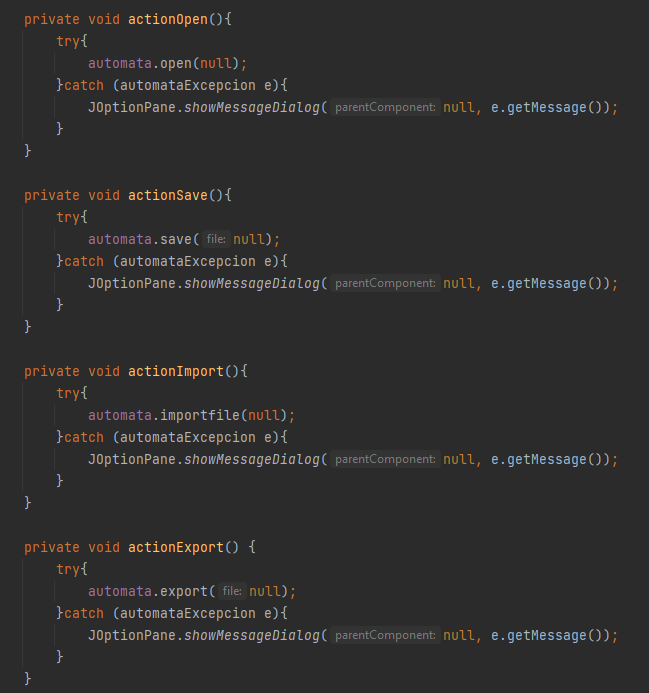 private void actionOpen(){
    try{
        automata.open(null);
    }catch (automataExcepcion e){
        JOptionPane.showMessageDialog( parentComponent: null, e.getMessage());
    }
}

private void actionSave(){
    try{
        automata.save( file: null);
    }catch (automataExcepcion e){
        JOptionPane.showMessageDialog( parentComponent: null, e.getMessage());
    }
}

private void actionImport(){
    try{
        automata.importfile(null);
    }catch (automataExcepcion e){
        JOptionPane.showMessageDialog( parentComponent: null, e.getMessage());
    }
}

private void actionExport() {
    try{
        automata.export( file: null);
    }catch (automataExcepcion e){
        JOptionPane.showMessageDialog( parentComponent: null, e.getMessage());
    }
}